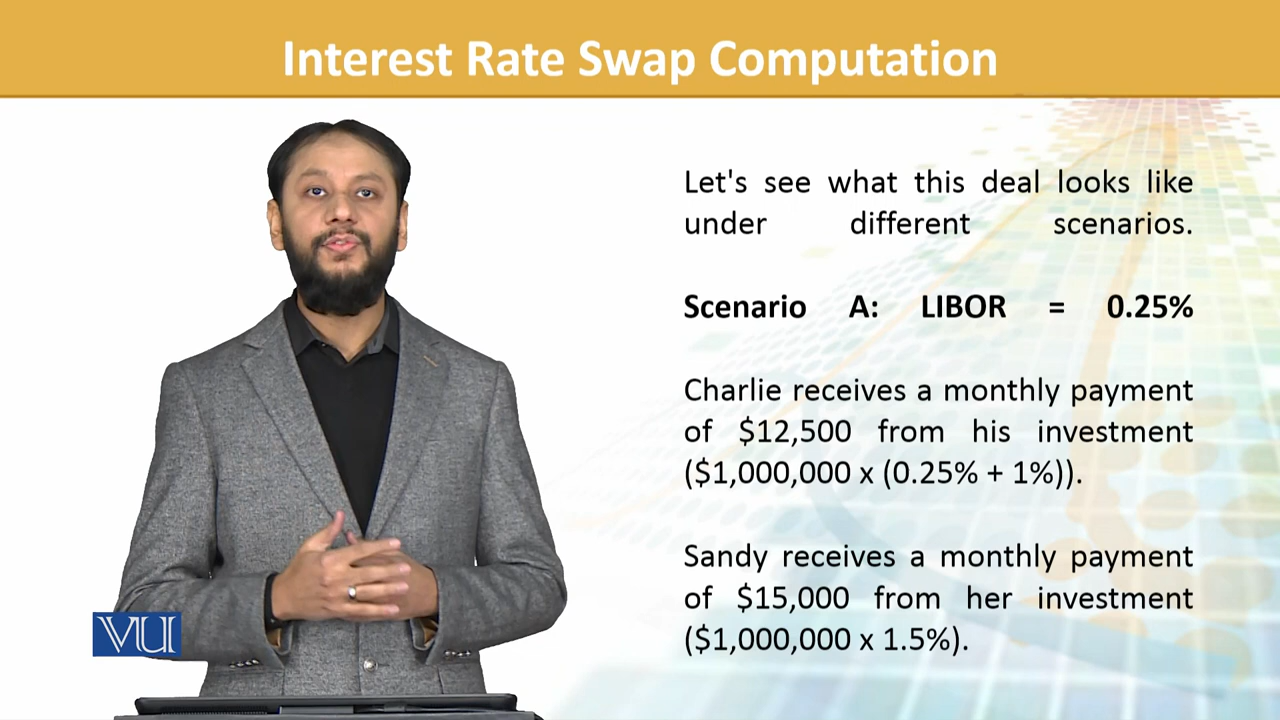 Interest Rate Swap Computation
Let's see what this deal looks like
under different scenarios.
Scenario A: LIBOR = 0.25%
Charlie receives a monthly payment
of $12,500 from his investment
($1,000,000 x (0.25% + 1%)).
Sandy receives a monthly payment
of $15,000 from her investment
($1,000,000 x 1.5%).
VU